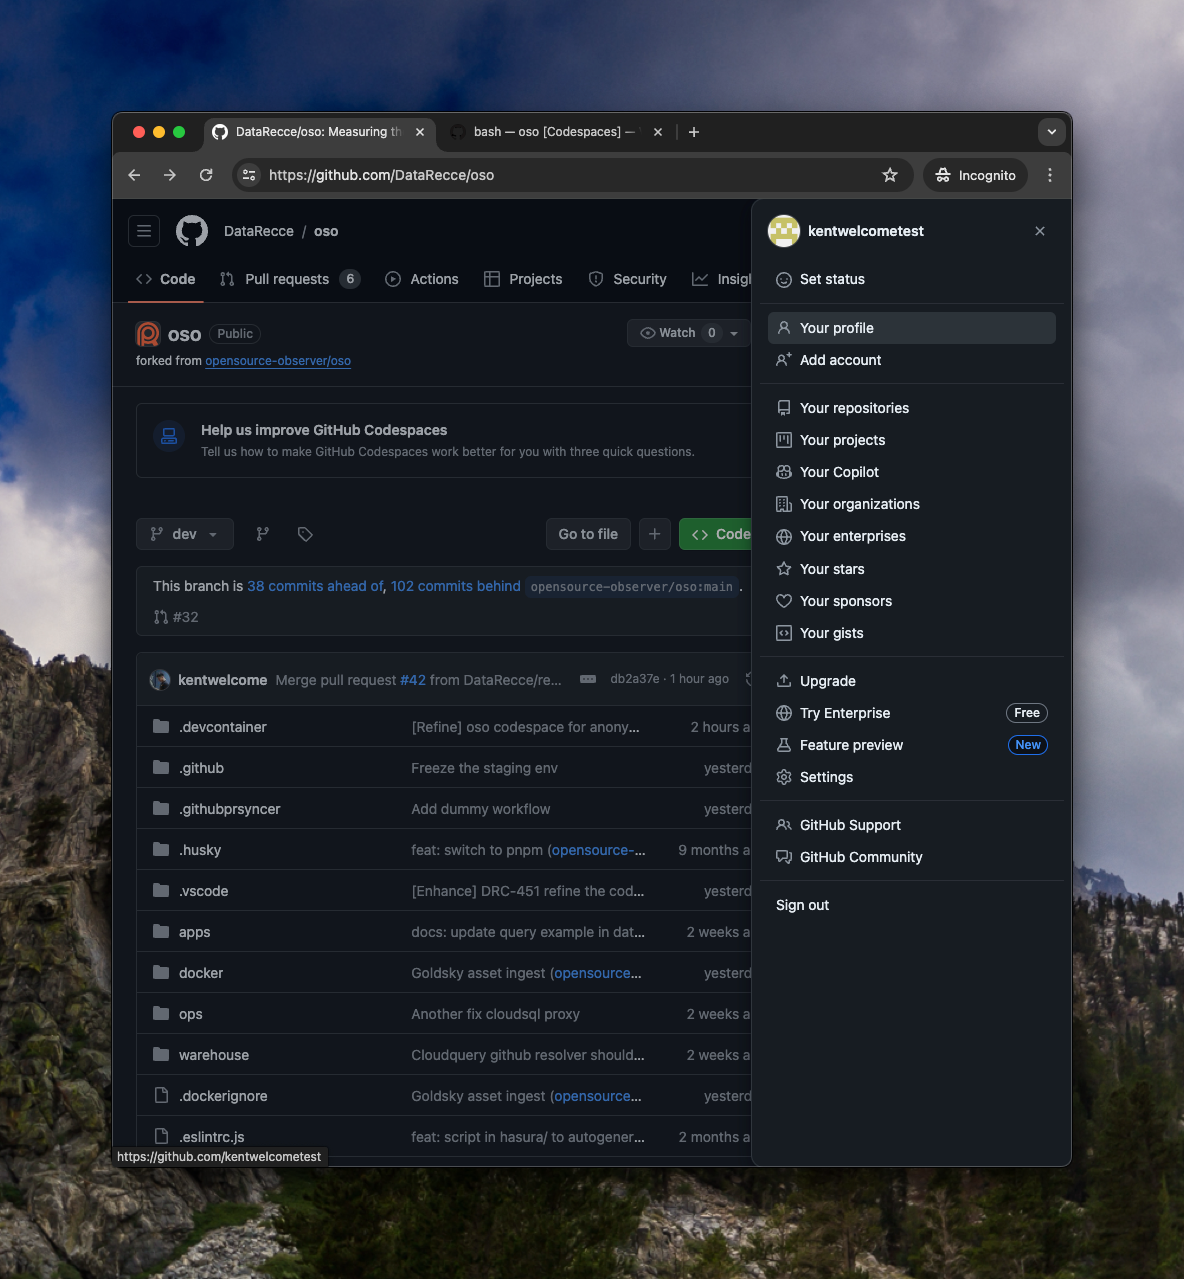 DataRecce/oso: Measuring th
bash — oso [Codespaces] —
https://github.com/DataRecce/oso
Incognito
DataRecce / oso
Code
Pull requests 6
Actions
Projects
Security
Insigh
oso Public
Watch 0
forked from opensource-observer/oso
Help us improve GitHub Codespaces
Tell us how to make GitHub Codespaces work better for you with three quick questions.
dev
Go to file
Code
This branch is 38 commits ahead of, 102 commits behind opensource-observer/oso:main .
#32
kentwelcome Merge pull request #42 from DataRecce/re... db2a37e · 1 hour ago
.devcontainer [Refine] oso codespace for anony... 2 hours a
.github Freeze the staging env yesterd
.githubprsyncer Add dummy workflow yesterd
.husky feat: switch to pnpm (opensource-... 9 months a
.vscode [Enhance] DRC-451 refine the cod... yesterd
apps docs: update query example in dat... 2 weeks a
docker Goldsky asset ingest (opensource... yesterd
ops Another fix cloudsql proxy 2 weeks a
warehouse Cloudquery github resolver should... 2 weeks a
.dockerignore Goldsky asset ingest (opensource... yesterd
.eslintrc.js feat: script in hasura/ to autogener... 2 months a
https://github.com/kentwelcometest
kentwelcometest
Set status
Your profile
Add account
Your repositories
Your projects
Your Copilot
Your organizations
Your enterprises
Your stars
Your sponsors
Your gists
Upgrade
Try Enterprise Free
Feature preview New
Settings
GitHub Support
GitHub Community
Sign out